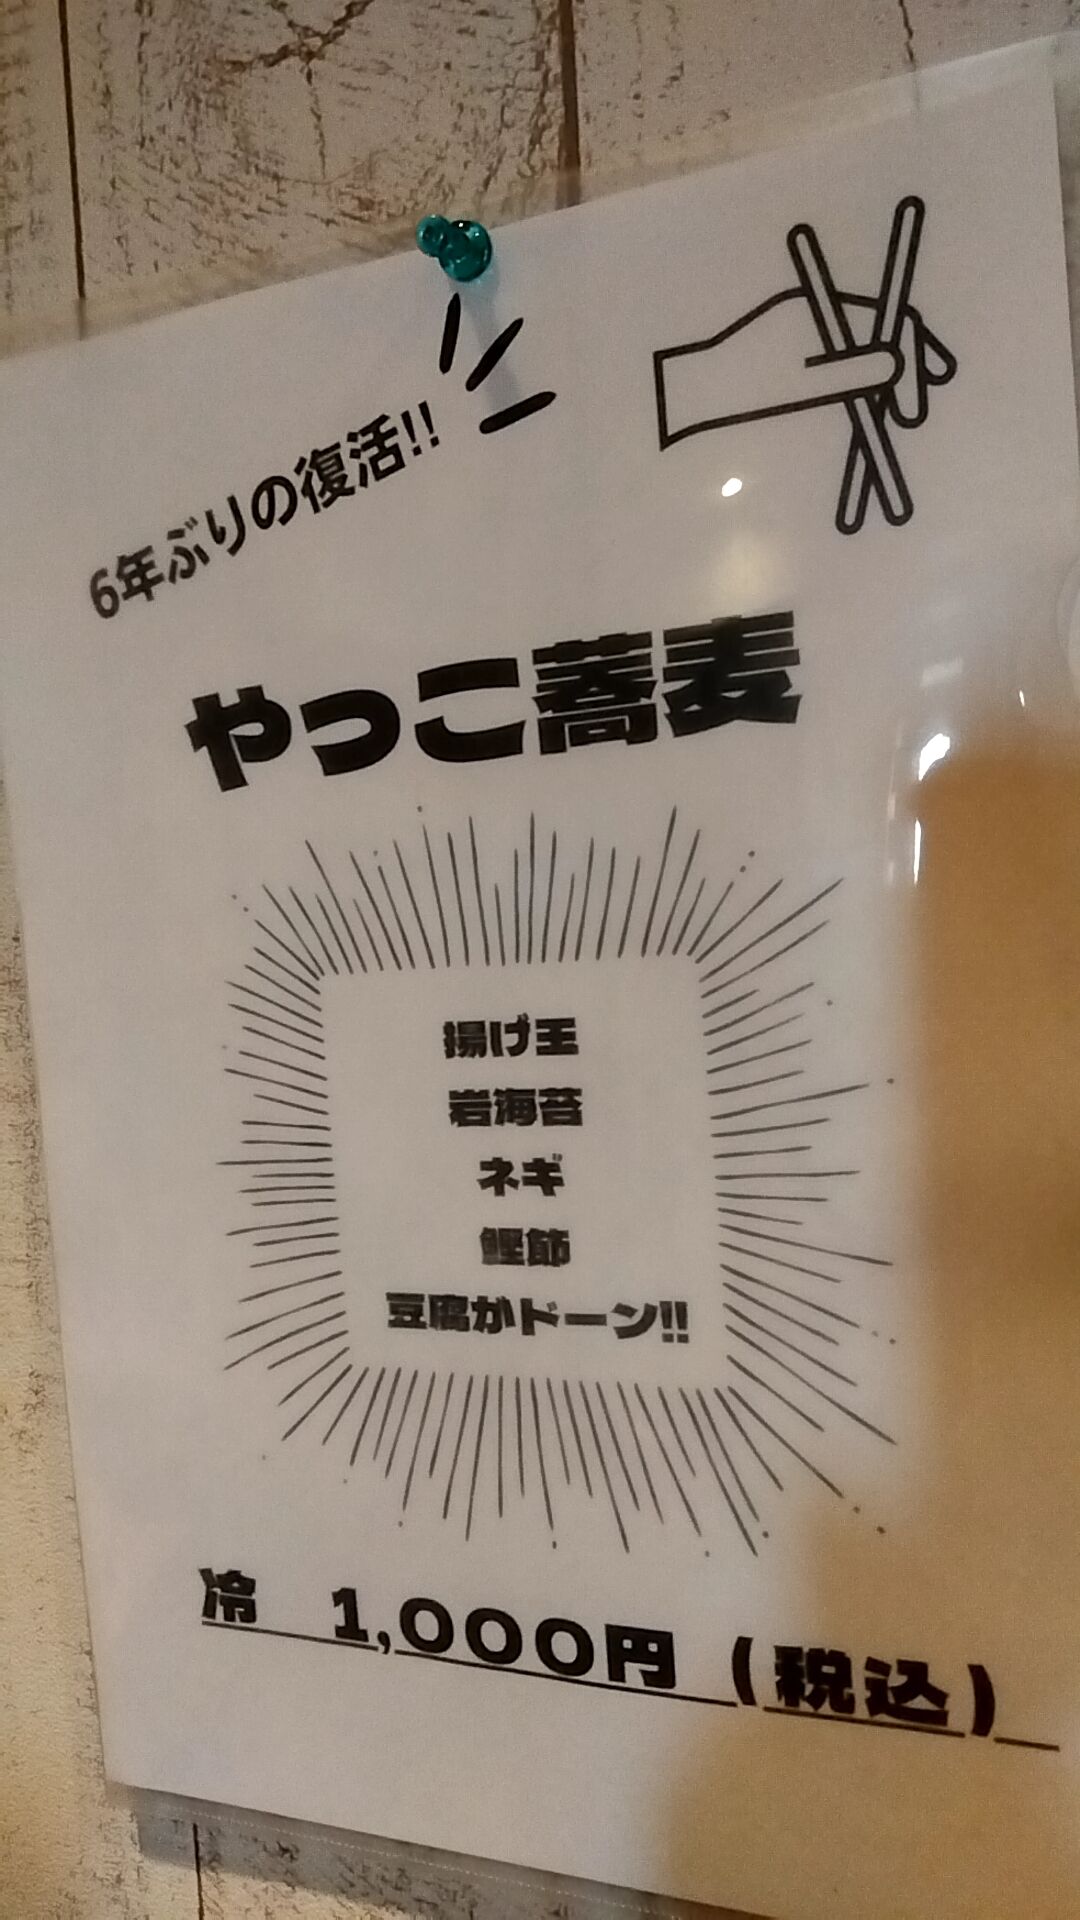 6年ぶりの復活!!
やっこ蕎麦
揚げ玉
岩海苔
ネギ
鰹節
豆腐がドーン!!
冷　1,000円（税込）